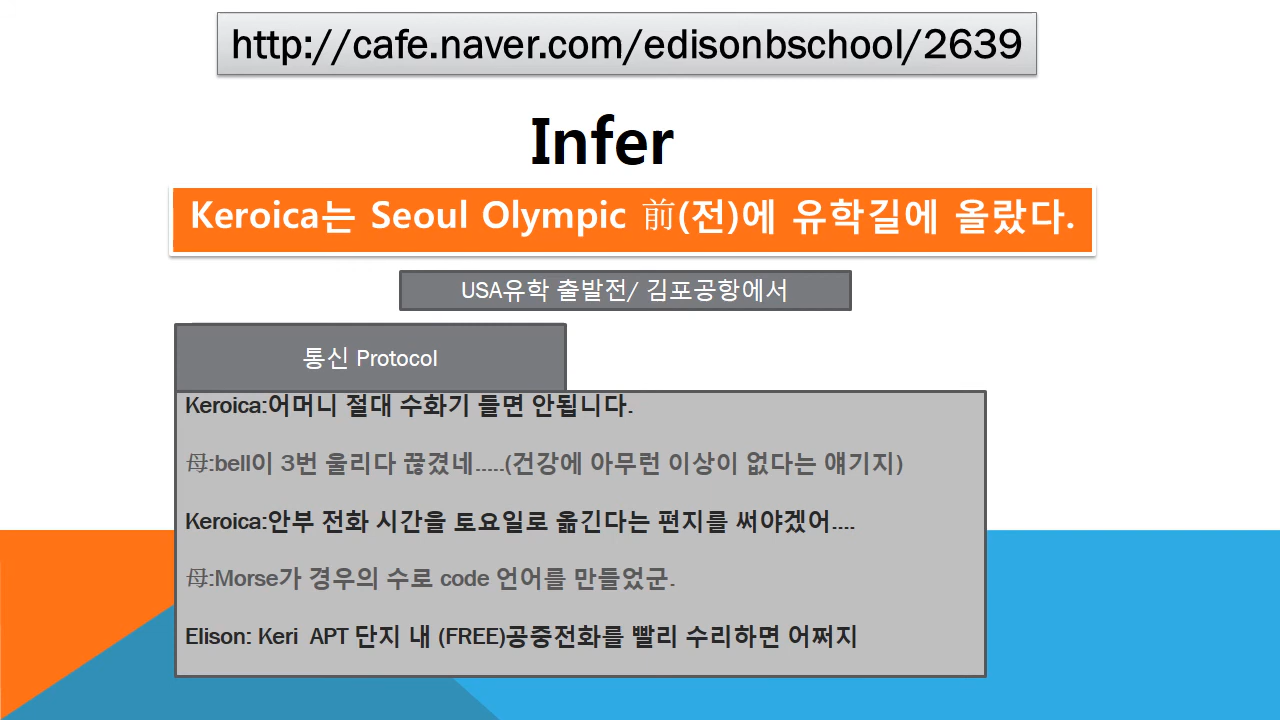 http://cafe.naver.com/edisonbschool/2639
Infer
Keroica는 Seoul Olympic 前(전)에 유학길에 올랐다.
USA유학 출발전/ 김포공항에서
통신 Protocol
Keroica:어머니 절대 수화기 들면 안됩니다.
母:bell이 3번 울리다 끊겼네.....(건강에 아무런 이상이 없다는 얘기지)
Keroica:안부 전화 시간을 토요일로 옮긴다는 편지를 써야겠어....
母:Morse가 경우의 수로 code 언어를 만들었군.
Elison: Keri APT 단지 내 (FREE)공중전화를 빨리 수리하면 어쩌지